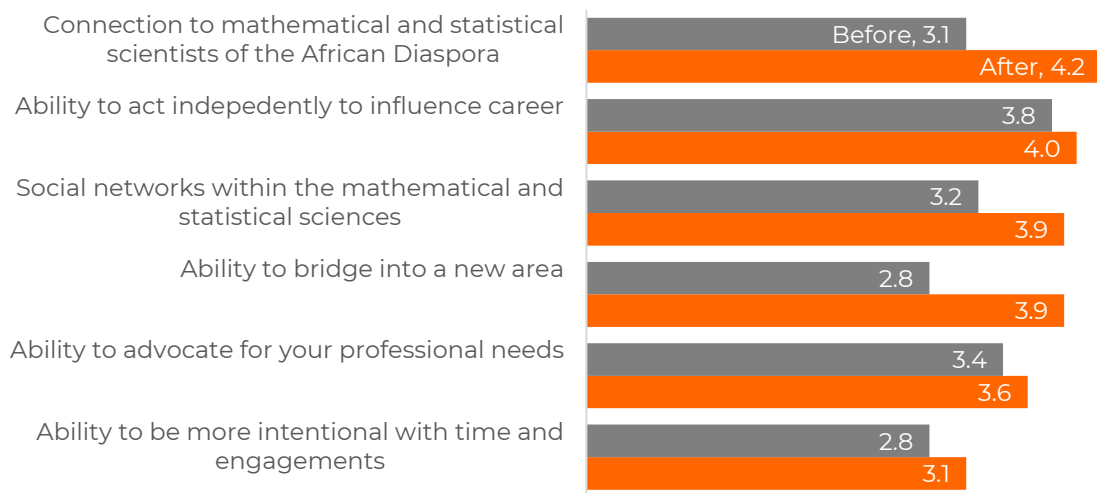 Connection to mathematical and statistical
scientists of the African Diaspora
Before, 3.1
After, 4.2
Ability to act indepedently to influence career
3.8
4.0
Social networks within the mathematical and
statistical sciences
3.2
3.9
Ability to bridge into a new area
2.8
3.9
Ability to advocate for your professional needs
3.4
3.6
Ability to be more intentional with time and
engagements
2.8
3.1